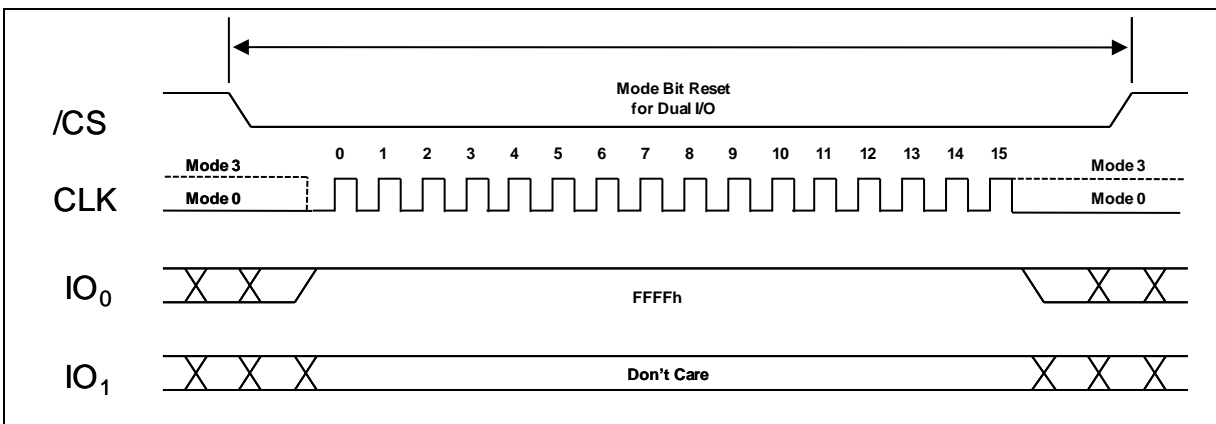 Mode Bit Reset
for Dual I/O
/CS
0 1 2 3 4 5 6 7 8 9 10 11 12 13 14 15
Mode 3
Mode 3
CLK
Mode 0
Mode 0
IO0
FFFFh
IO1
Don't Care